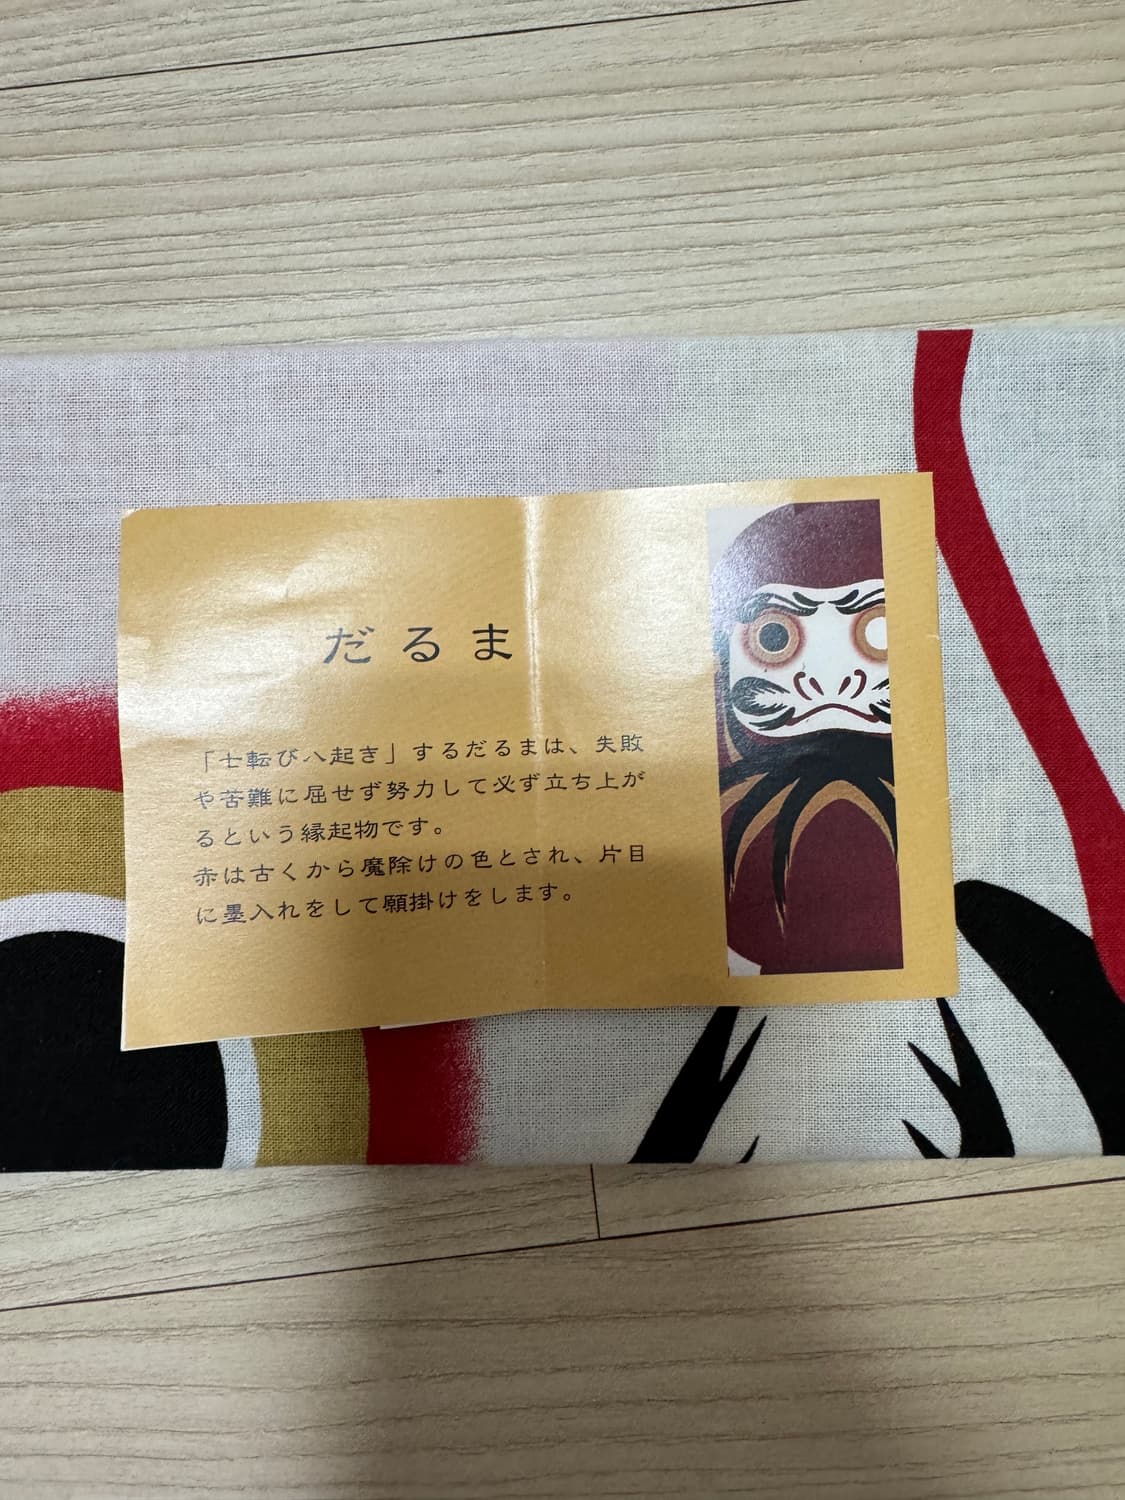 だるま
「七転び八起き」するだるまは、失敗
や苦難に屈せず努力して必ず立ち上が
るという縁起物です。
赤は古くから魔除けの色とされ、片目
に墨入れをして願掛けをします。